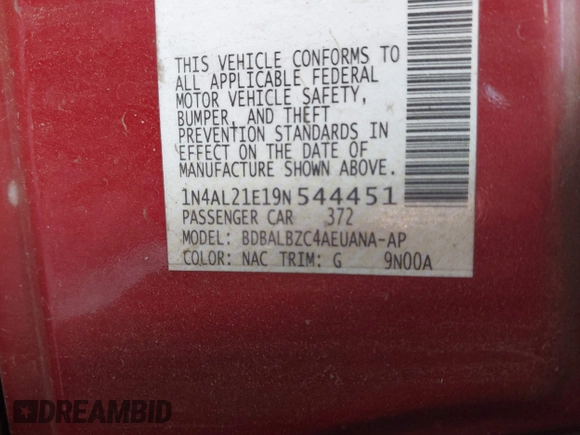 THIS VEHICLE CONFORMS TO
ALL APPLICABLE FEDERAL
MOTOR VEHICLE SAFETY,
BUMPER, AND THEFT
PREVENTION STANDARDS IN
EFFECT ON THE DATE OF
MANUFACTURE SHOWN ABOVE.
1N4AL21E19N544451
PASSENGER CAR 372
MODEL: BDBALBZC4AEUANA-AP
COLOR: NAC TRIM: G 9N00A
DREAMBID